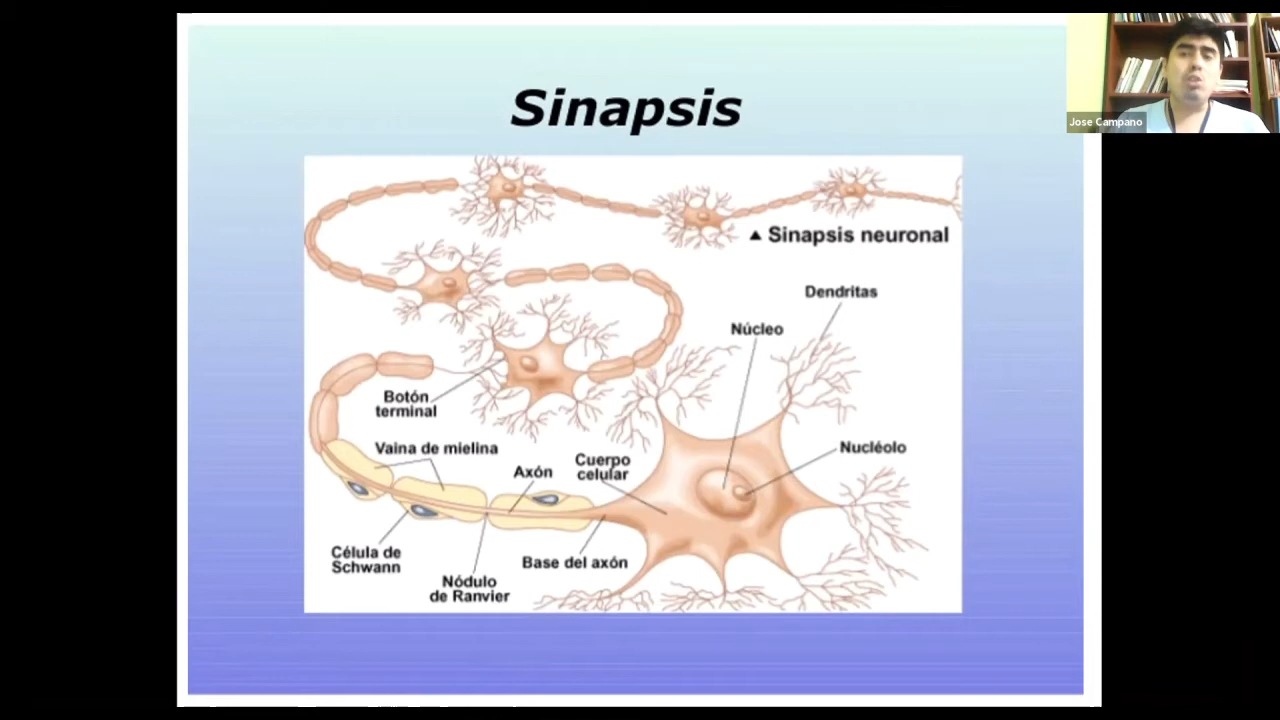 Sinapsis
Jose Campano
▲ Sinapsis neuronal
Dendritas
Núcleo
Botón
terminal
Vaina de mielina
Axón
Cuerpo
celular
Nucléolo
Célula de
Schwann
Nódulo
de Ranvier
Base del axón